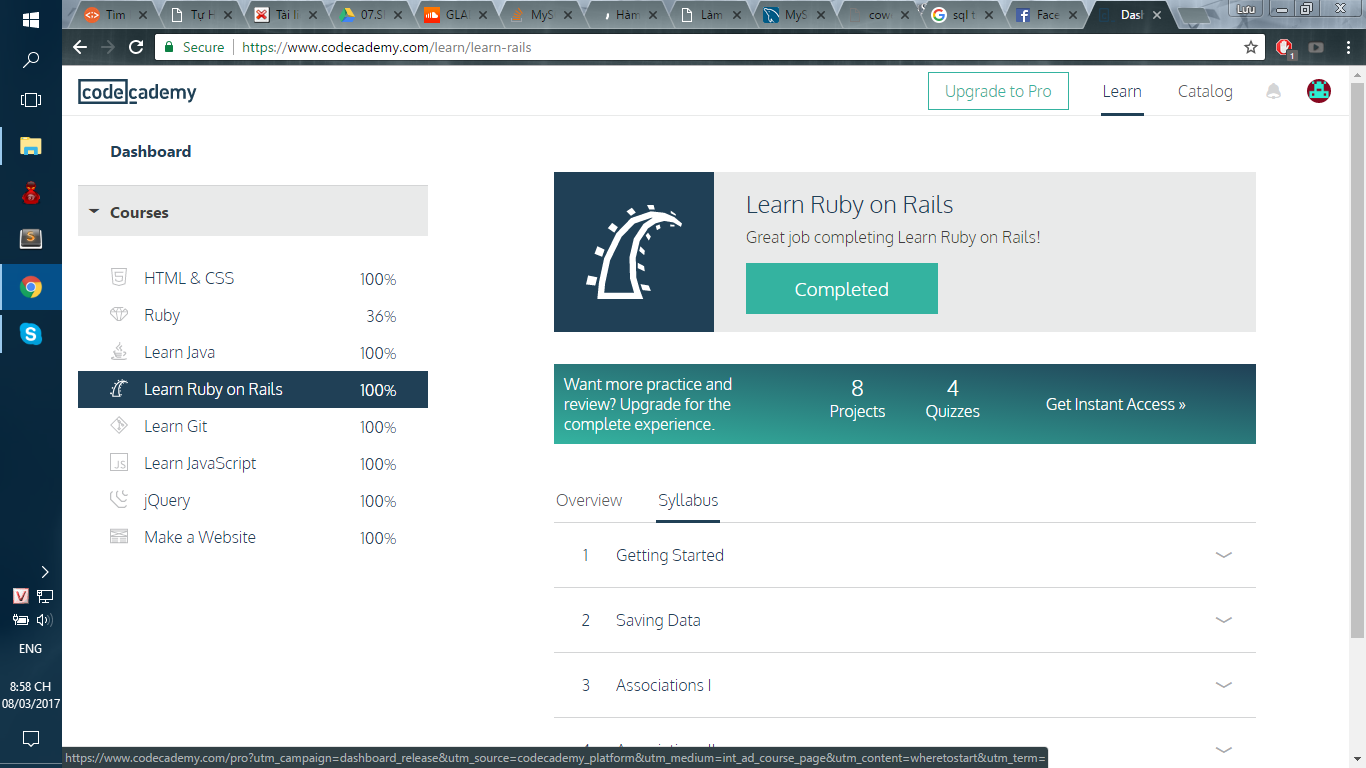 Tìm
Tự H
Tài li
07.SI
GLA
MyS
Hàm
Làm
MyS
cow
sql t
Face
Dash
Lưu
Secure
https://www.codecademy.com/learn/learn-rails
1
codecademy
Upgrade to Pro
Learn
Catalog
Dashboard
Courses
HTML & CSS 100%
Ruby 36%
Learn Java 100%
Learn Ruby on Rails 100%
Learn Git 100%
Learn JavaScript 100%
jQuery 100%
Make a Website 100%
Learn Ruby on Rails
Great job completing Learn Ruby on Rails!
Completed
Want more practice and
review? Upgrade for the
complete experience.
8
Projects
4
Quizzes
Get Instant Access »
Overview
Syllabus
1 Getting Started
2 Saving Data
3 Associations I
ENG
8:58 CH
08/03/2017
https://www.codecademy.com/pro?utm_campaign=dashboard_release&utm_source=codecademy_platform&utm_medium=int_ad_course_page&utm_content=wheretostart&utm_term=